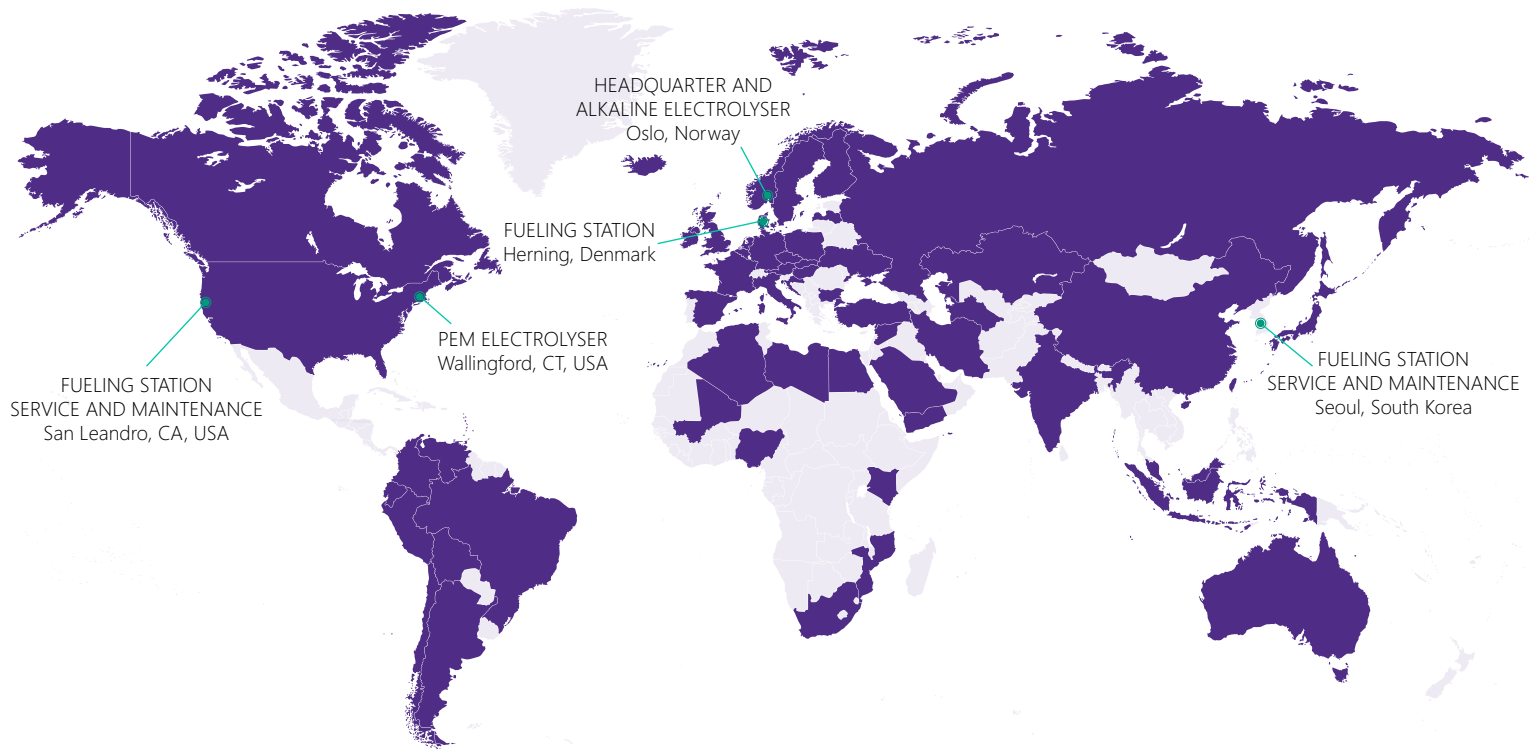 HEADQUARTER AND
ALKALINE ELECTROLYSER
Oslo, Norway
FUELING STATION
Herning, Denmark
PEM ELECTROLYSER
Wallingford, CT, USA
FUELING STATION
SERVICE AND MAINTENANCE
San Leandro, CA, USA
FUELING STATION
SERVICE AND MAINTENANCE
Seoul, South Korea